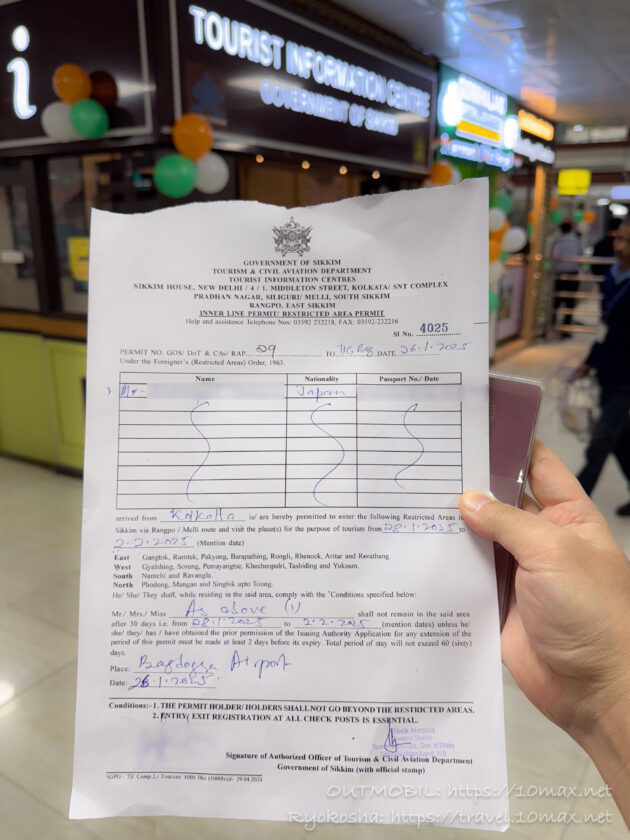 i
TOURIST INFORMATION CENTRE
GOVERNMENT OF SIKKIM
GOVERNMENT OF SIKKIM
TOURISM & CIVIL AVIATION DEPARTMENT
TOURIST INFORMATION CENTRES
SIKKIM HOUSE, NEW DELHI / 4 / 1. MIDDLETON STREET, KOLKATA/ SNT COMPLEX
PRADHAN NAGAR, SILIGURI/ MELLI, SOUTH SIKKIM
RANGPO, EAST SIKKIM
INNER LINE PERMIT/ RESTRICTED AREA PERMIT
Help and assistance Telephone Nos: 03592 232218, FAX: 03592-232216
Sl No. 4025
PERMIT NO. GOS/ DoT & CAv/ RAP 09 TO TIC Bag DATE 26.1.2025
Under the Foreigner's (Restricted Areas) Order, 1963.
Name Nationality Passport No./ Date
Mr Japan
arrived from Kolkatta is/ are hereby permitted to enter the following Restricted Areas in
Sikkim via Rangpo / Melli route and visit the place(s) for the purpose of tourism from 28.1.2025 to
2.2.2025 (Mention date)
East Gangtok, Rumtek, Pakyong, Barapathing, Rongli, Rhenock, Aritar and Rerathang.
West Gyalshing, Soreng, Pemayangtse, Khecheopalri, Tashiding and Yuksum.
South Namchi and Ravangla.
North Phodong, Mangan and Singhik upto Toong.
He/ She/ They shall, while residing in the said area, comply with the "Conditions specified below:
Mr./ Mrs./ Miss As above (1) shall not remain in the said area
after 30 days i.e. from 28.1.2025 to 2.2.2025 (mention dates) unless he/
she/ they/ has / have obtained the prior permission of the Issuing Authority Application for any extension of the
period of this permit must be made at least 2 days before its expiry. Total period of stay will not exceed 60 (sixty)
days.
Place: Bagdogra Airport
Date: 26.1.2025
Conditions:- 1. THE PERMIT HOLDER/ HOLDERS SHALL NOT GO BEYOND THE RESTRICTED AREAS.
2. ENTRY/ EXIT REGISTRATION AT ALL CHECK POSTS IS ESSENTIAL.
Signature of Authorized Officer of Tourism & Civil Aviation Department
Government of Sikkim (with official stamp)
OUTMOBIL: https://10max.net
Ryokosha: https://travel.10max.net